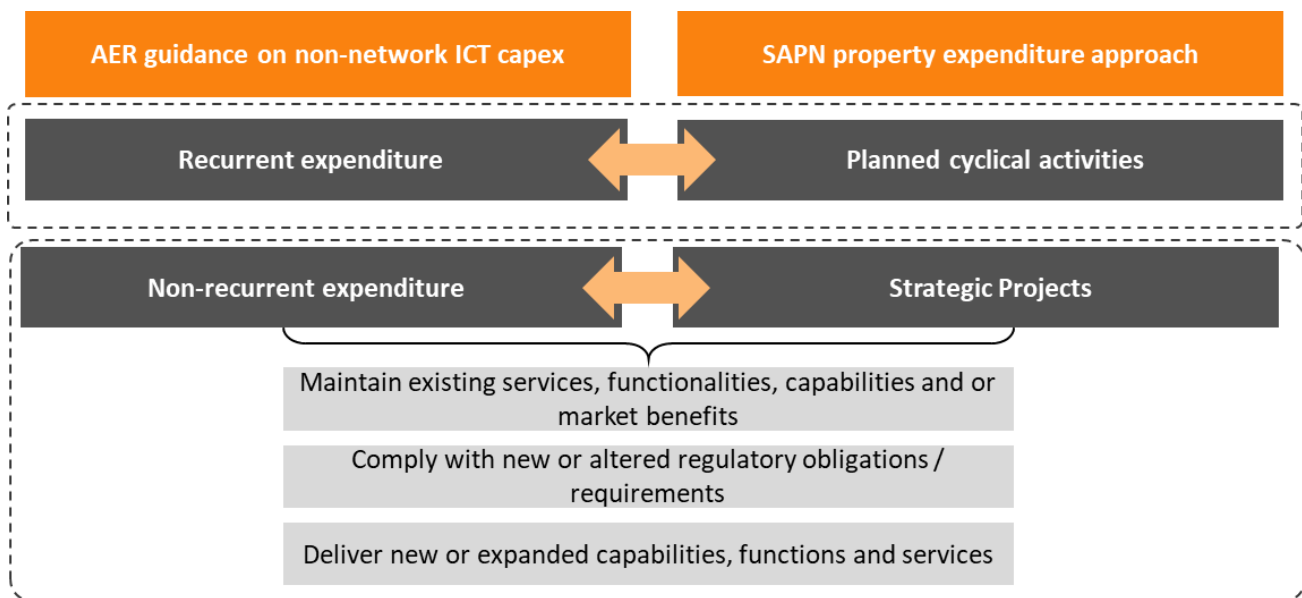 AER guidance on non-network ICT capex
SAPN property expenditure approach
Recurrent expenditure
Planned cyclical activities
Non-recurrent expenditure
Strategic Projects
Maintain existing services, functionalities, capabilities and or
market benefits
Comply with new or altered regulatory obligations /
requirements
Deliver new or expanded capabilities, functions and services